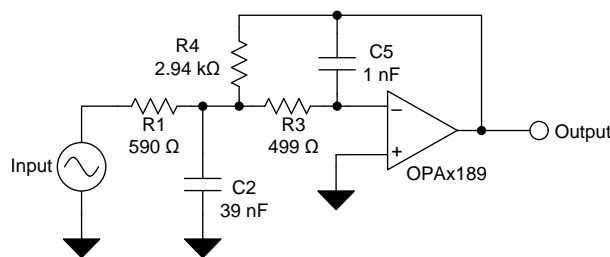 R4
2.94 kΩ
C5
1 nF
R1
590 Ω
R3
499 Ω
−
+
Output
Input
OPAx189
C2
39 nF